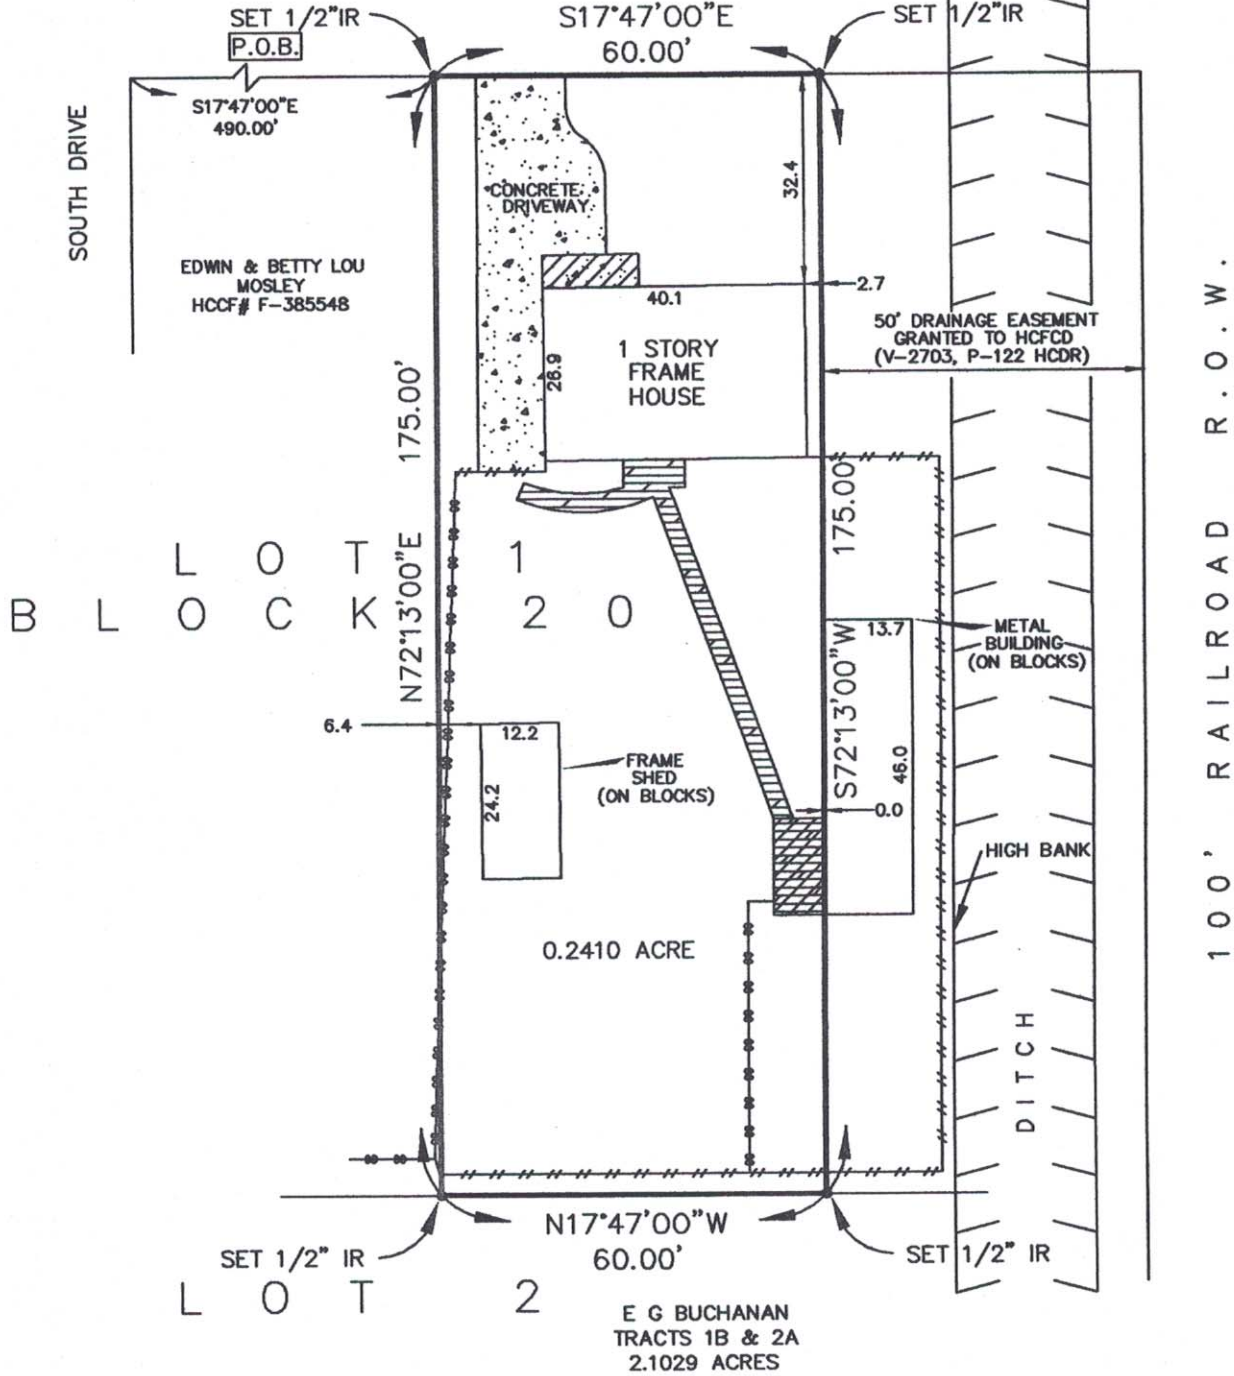 SET 1/2"IR
S17°47'00"E
60.00'
SET 1/2"IR
P.O.B.
S17°47'00"E
490.00'
SOUTH DRIVE
CONCRETE
DRIVEWAY
32.4
EDWIN & BETTY LOU
MOSLEY
HCCF# F-385548
40.1
2.7
50' DRAINAGE EASEMENT
GRANTED TO HCFCD
(V-2703, P-122 HCDR)
1 STORY
FRAME
HOUSE
26.9
N72°13'00"E 175.00'
S72°13'00"W 175.00'
100' RAILROAD R.O.W.
LOT 1
BLOCK 20
13.7
METAL
BUILDING
(ON BLOCKS)
46.0
6.4
12.2
24.2
FRAME
SHED
(ON BLOCKS)
0.0
HIGH BANK
0.2410 ACRE
DITCH
N17°47'00"W
60.00'
SET 1/2" IR
SET 1/2" IR
LOT 2
E G BUCHANAN
TRACTS 1B & 2A
2.1029 ACRES